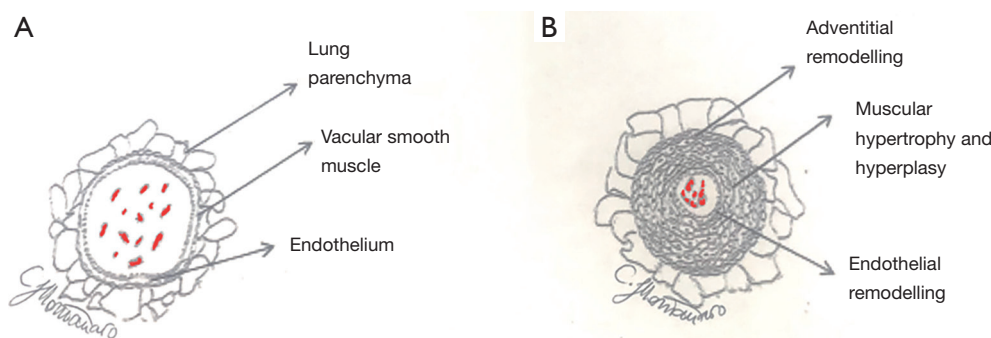 A
Lung
parenchyma
Vacular smooth
muscle
Endothelium
B
Adventitial
remodelling
Muscular
hypertrophy and
hyperplasy
Endothelial
remodelling